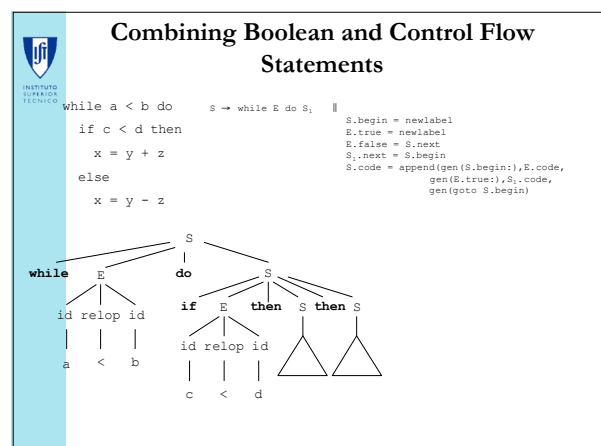 Combining Boolean and Control Flow
Statements
INSTITUTO
SUPERIOR
TECNICO
while a < b do
if c < d then
x = y + z
else
x = y - z
S → while E do S₁ ||
S.begin = newlabel
E.true = newlabel
E.false = S.next
S₁.next = S.begin
S.code = append(gen(S.begin:),E.code,
gen(E.true:),S₁.code,
gen(goto S.begin)
S
while E do S
if E then S then S
id relop id
id relop id
a < b
c < d